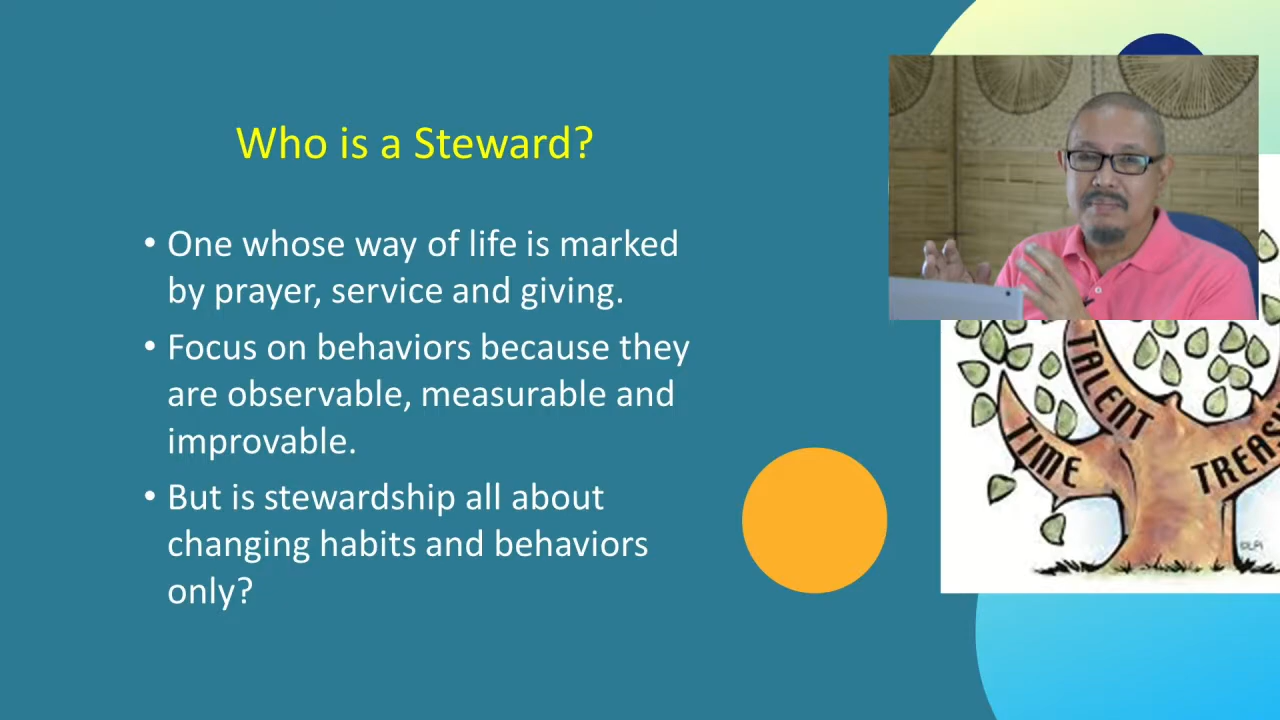 Who is a Steward?
• One whose way of life is marked
by prayer, service and giving.
• Focus on behaviors because they
are observable, measurable and
improvable.
• But is stewardship all about
changing habits and behaviors
only?
TIME
TALENT
TREAS
©LPi